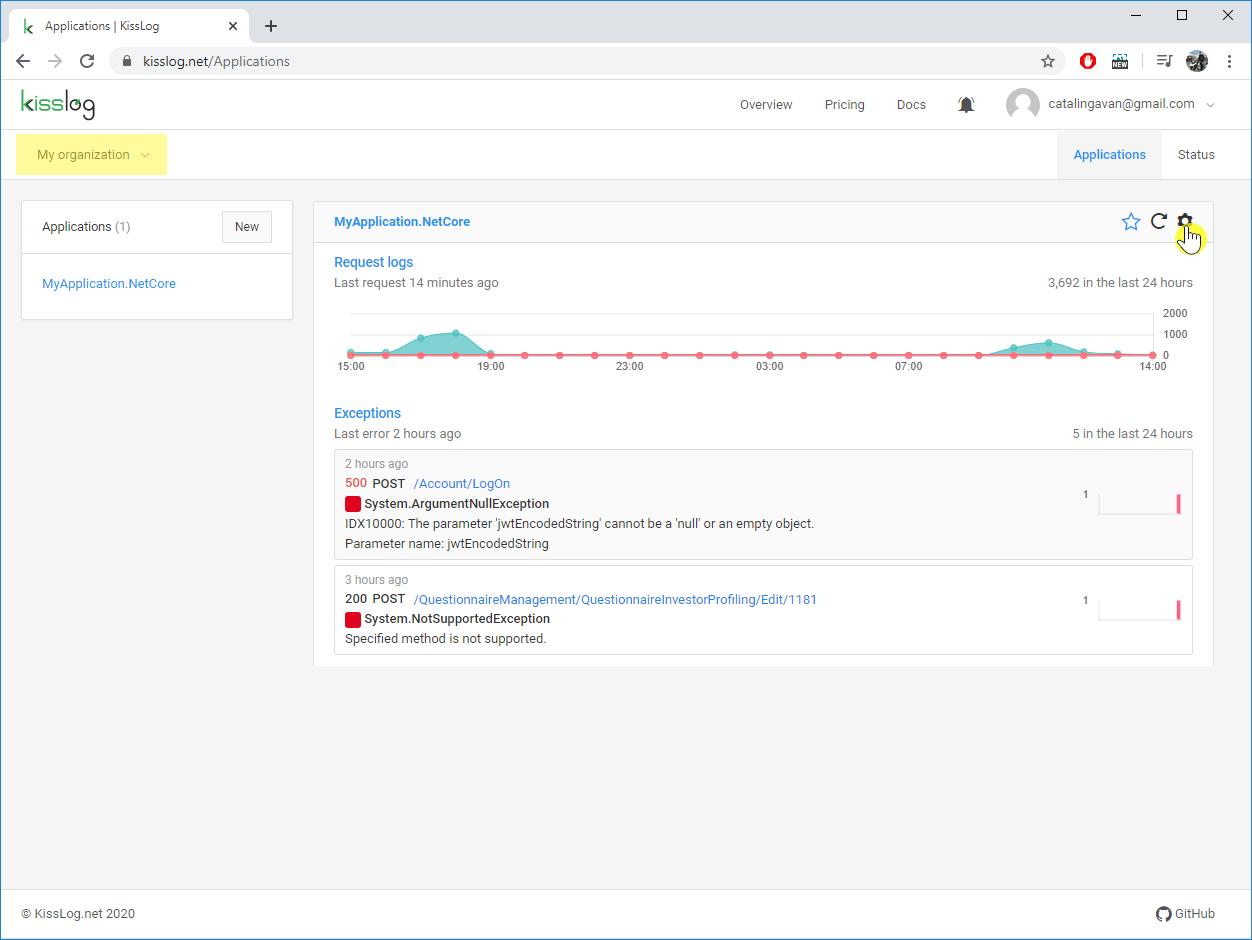 Applications | KissLog
kisslog.net/Applications
NEW
kisslog
Overview
Pricing
Docs
catalingavan@gmail.com
My organization
Applications
Status
Applications (1)
New
MyApplication.NetCore
MyApplication.NetCore
Request logs
Last request 14 minutes ago
3,692 in the last 24 hours
2000
1000
0
15:00
19:00
23:00
03:00
07:00
14:00
Exceptions
Last error 2 hours ago
5 in the last 24 hours
2 hours ago
500 POST /Account/LogOn
System.ArgumentNullException
IDX10000: The parameter 'jwtEncodedString' cannot be a 'null' or an empty object.
Parameter name: jwtEncodedString
1
3 hours ago
200 POST /QuestionnaireManagement/QuestionnaireInvestorProfiling/Edit/1181
System.NotSupportedException
Specified method is not supported.
1
© KissLog.net 2020
GitHub